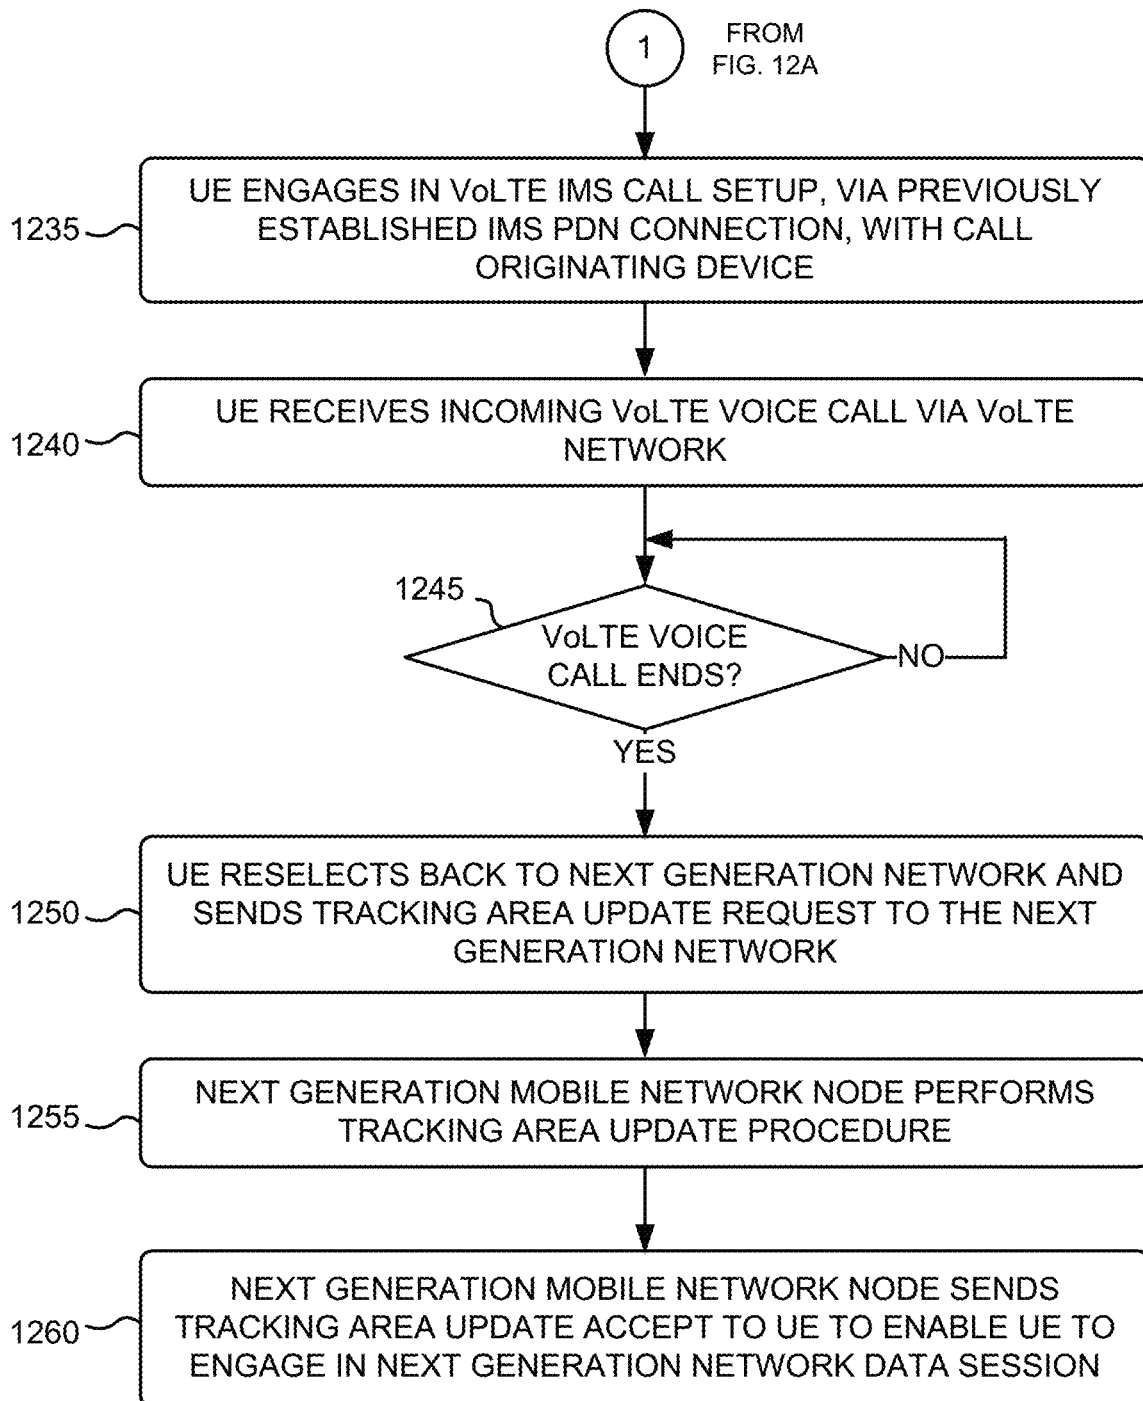 1
FROM
FIG. 12A
1235
UE ENGAGES IN VoLTE IMS CALL SETUP, VIA PREVIOUSLY
ESTABLISHED IMS PDN CONNECTION, WITH CALL
ORIGINATING DEVICE
1240
UE RECEIVES INCOMING VoLTE VOICE CALL VIA VoLTE
NETWORK
1245
VoLTE VOICE
CALL ENDS?
NO
YES
1250
UE RESELECTS BACK TO NEXT GENERATION NETWORK AND
SENDS TRACKING AREA UPDATE REQUEST TO THE NEXT
GENERATION NETWORK
1255
NEXT GENERATION MOBILE NETWORK NODE PERFORMS
TRACKING AREA UPDATE PROCEDURE
1260
NEXT GENERATION MOBILE NETWORK NODE SENDS
TRACKING AREA UPDATE ACCEPT TO UE TO ENABLE UE TO
ENGAGE IN NEXT GENERATION NETWORK DATA SESSION